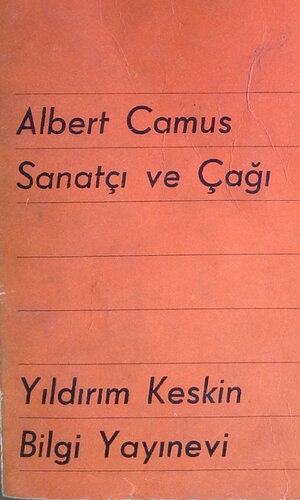 Albert Camus
Sanatçı ve Çağı
Yıldırım Keskin
Bilgi Yayınevi